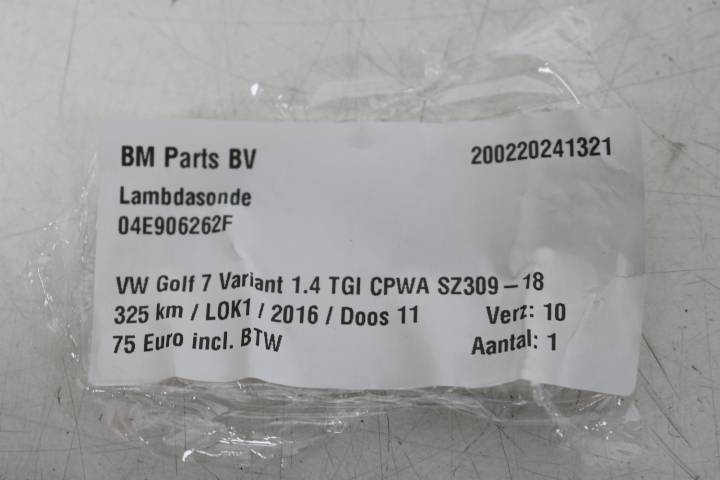 BM Parts BV 200220241321
Lambdasonde
04E906262F
VW Golf 7 Variant 1.4 TGI CPWA SZ309-18
325 km / LOK1 / 2016 / Doos 11 Verz: 10
75 Euro incl. BTW Aantal: 1